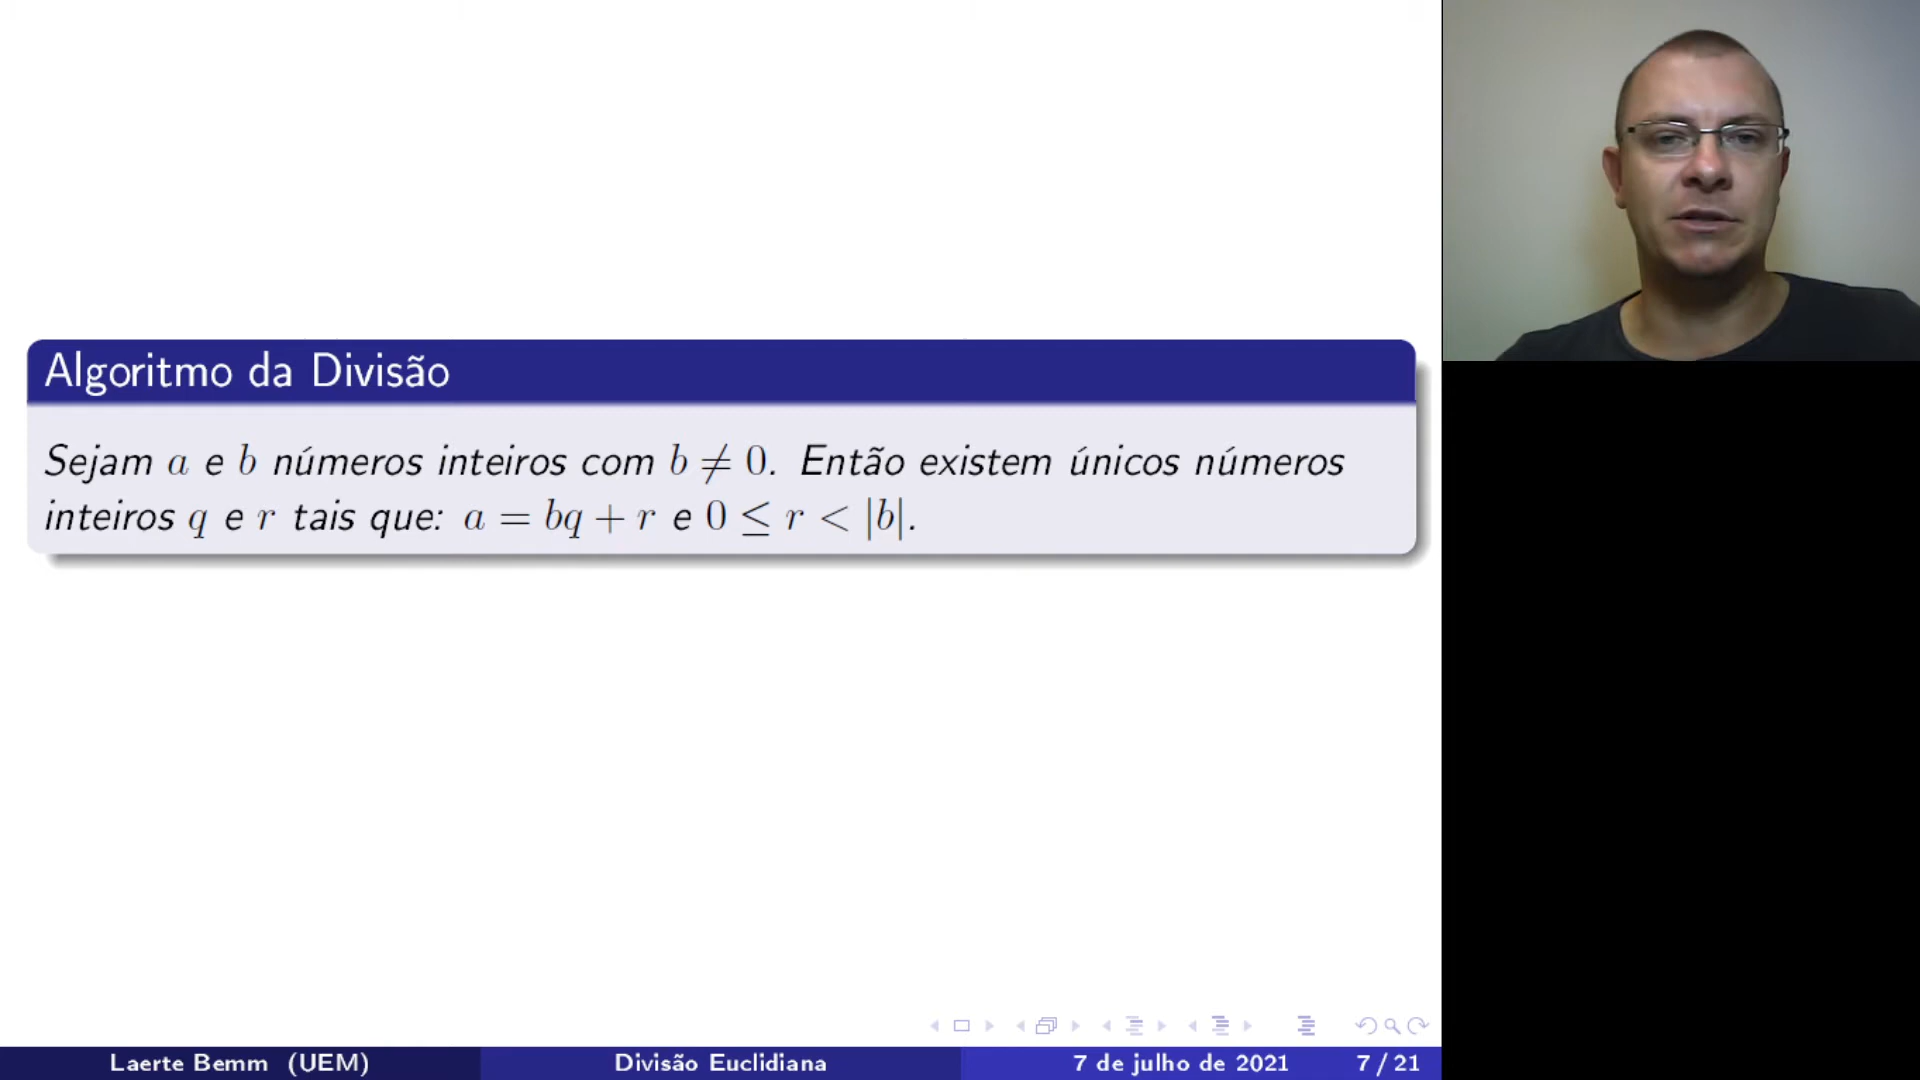 Algoritmo da Divisão
Sejam a e b números inteiros com b ≠ 0. Então existem únicos números
inteiros q e r tais que: a = bq + r e 0 ≤ r < |b|.
Laerte Bemm (UEM) Divisão Euclidiana 7 de julho de 2021 7 / 21